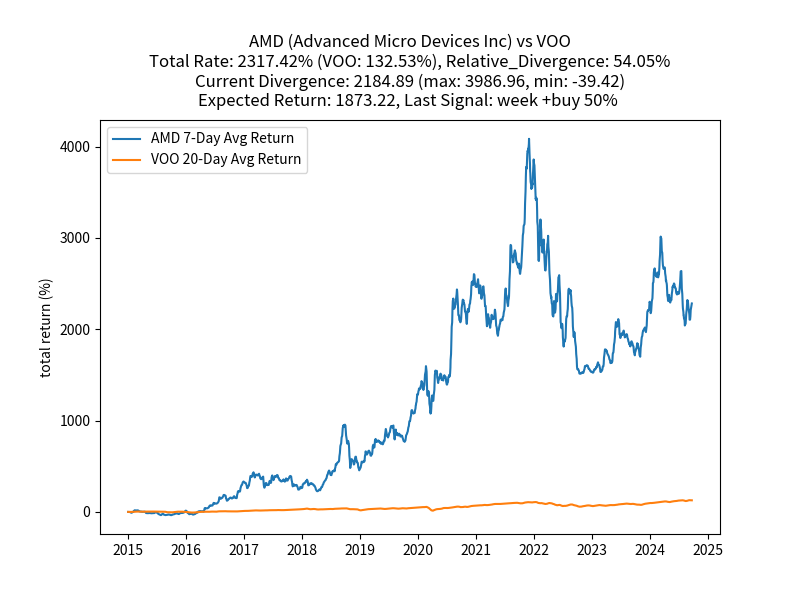 AMD (Advanced Micro Devices Inc) vs VOO
Total Rate: 2317.42% (VOO: 132.53%), Relative_Divergence: 54.05%
Current Divergence: 2184.89 (max: 3986.96, min: -39.42)
Expected Return: 1873.22, Last Signal: week +buy 50%
AMD 7-Day Avg Return
VOO 20-Day Avg Return
total return (%)
4000
3000
2000
1000
0
2015 2016 2017 2018 2019 2020 2021 2022 2023 2024 2025